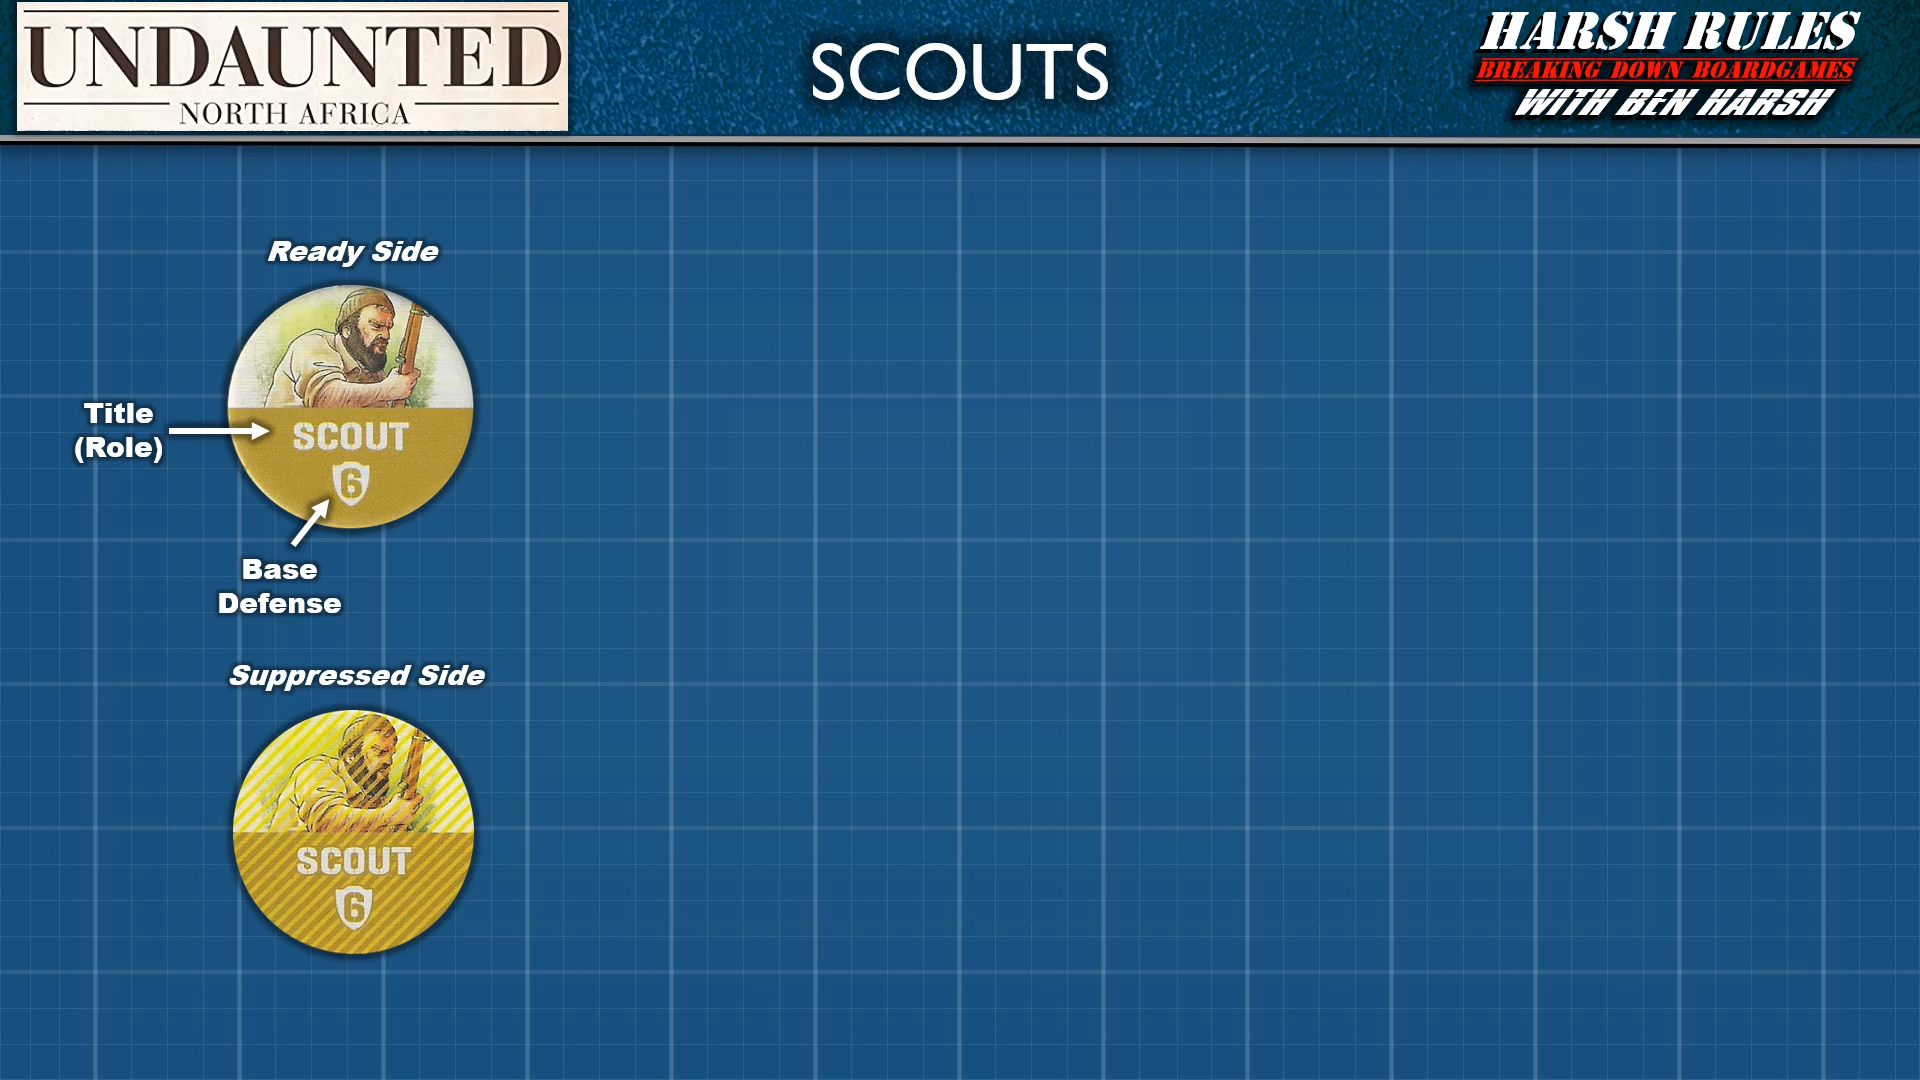 UNDAUNTED
NORTH AFRICA
SCOUTS
HARSH RULES
BREAKING DOWN BOARDGAMES
WITH BEN HARSH
Ready Side
SCOUT
6
Title
(Role)
Base
Defense
Suppressed Side
SCOUT
6